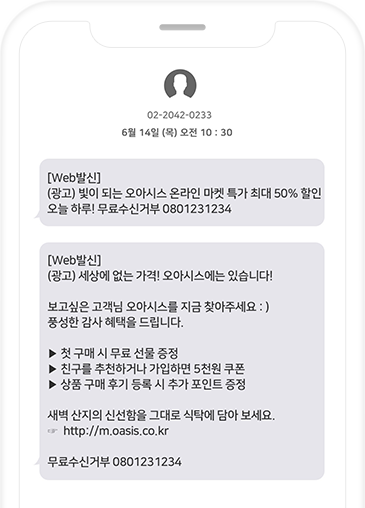 02-2042-0233
6월 14일 (목) 오전 10 : 30
[Web발신]
(광고) 빛이 되는 오아시스 온라인 마켓 특가 최대 50% 할인
오늘 하루! 무료수신거부 0801231234
[Web발신]
(광고) 세상에 없는 가격! 오아시스에는 있습니다!
보고싶은 고객님 오아시스를 지금 찾아주세요 : )
풍성한 감사 혜택을 드립니다.
▶ 첫 구매 시 무료 선물 증정
▶ 친구를 추천하거나 가입하면 5천원 쿠폰
▶ 상품 구매 후기 등록 시 추가 포인트 증정
새벽 산지의 신선함을 그대로 식탁에 담아 보세요.
☞ http://m.oasis.co.kr
무료수신거부 0801231234